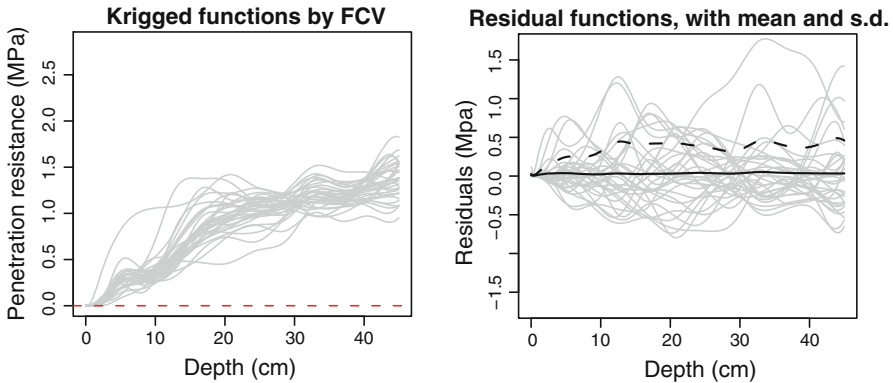 Krigged functions by FCV
Penetration resistance (MPa)
2.5
2.0
1.5
1.0
0.5
0.0
0 10 20 30 40
Depth (cm)
Residual functions, with mean and s.d.
Residuals (Mpa)
1.5
1.0
0.5
0.0
−0.5
−1.5
0 10 20 30 40
Depth (cm)